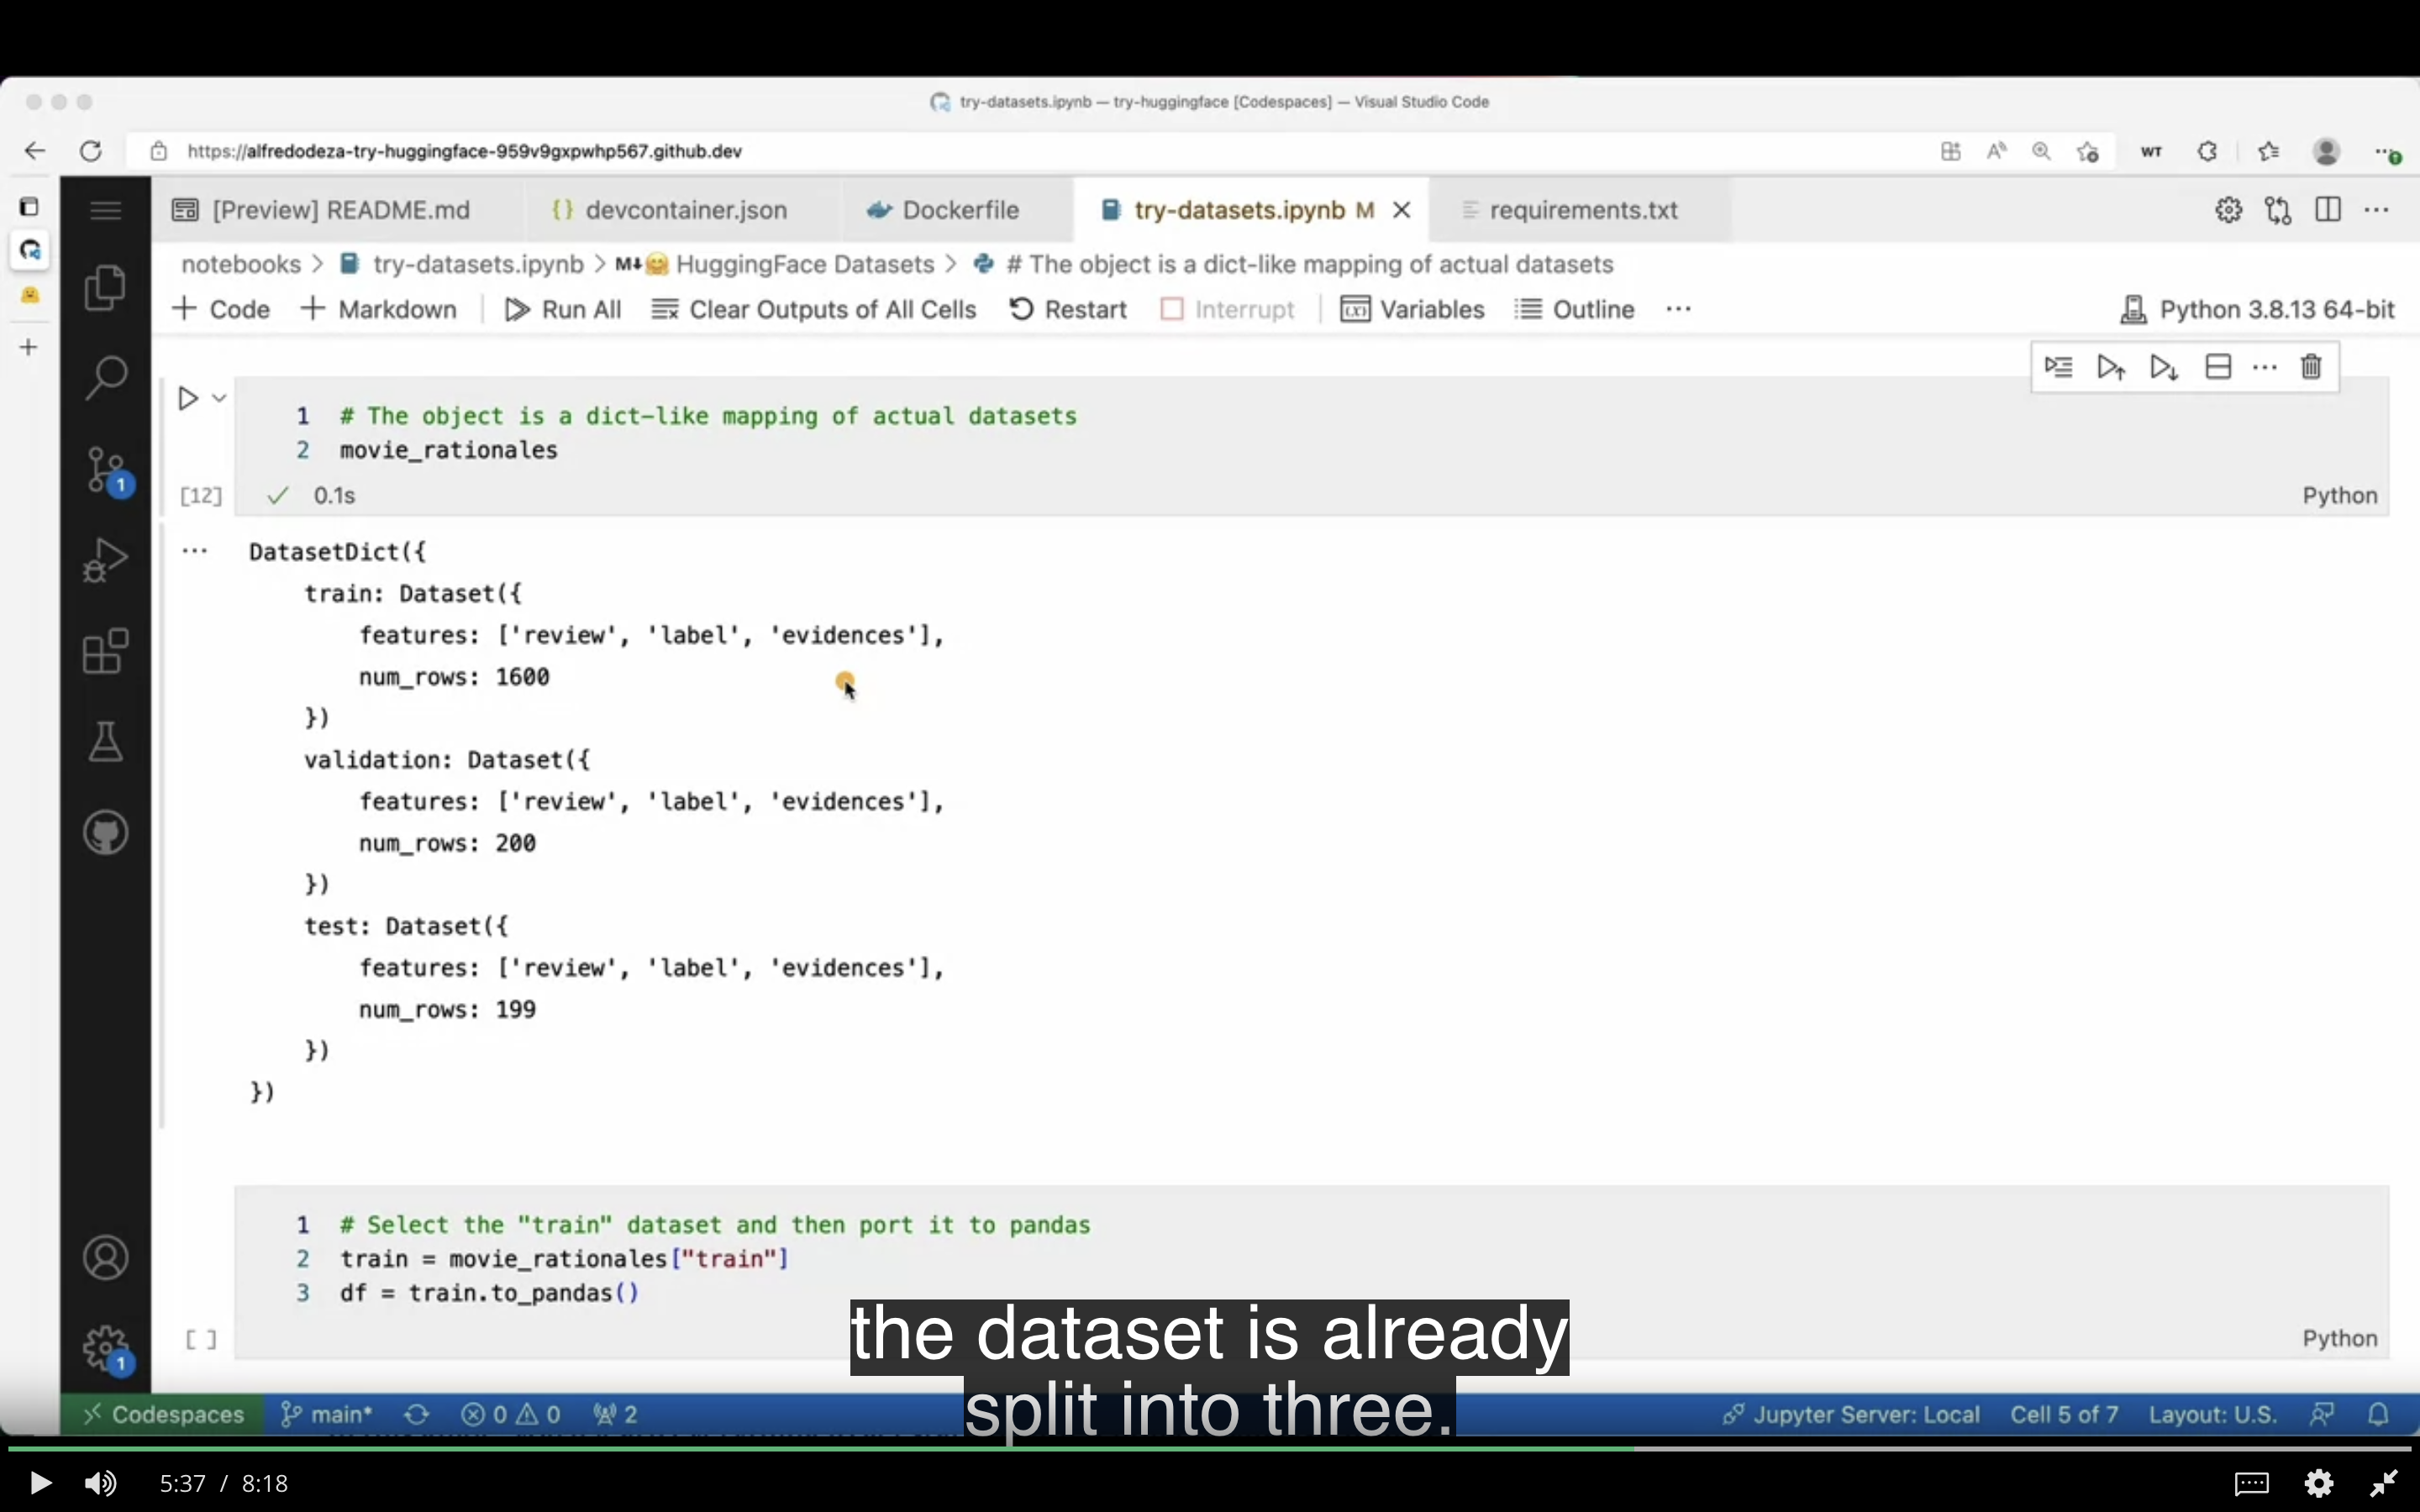 try-datasets.ipynb — try-huggingface [Codespaces] — Visual Studio Code
https://alfredodeza-try-huggingface-959v9gxpwhp567.github.dev
WT
[Preview] README.md
{} devcontainer.json
Dockerfile
try-datasets.ipynb M
requirements.txt
notebooks > try-datasets.ipynb > M↓🤗 HuggingFace Datasets > # The object is a dict-like mapping of actual datasets
+ Code + Markdown Run All Clear Outputs of All Cells Restart Interrupt Variables Outline ··· Python 3.8.13 64-bit
1 # The object is a dict-like mapping of actual datasets
2 movie_rationales
[12] ✓ 0.1s Python
1
··· DatasetDict({
train: Dataset({
features: ['review', 'label', 'evidences'],
num_rows: 1600
})
validation: Dataset({
features: ['review', 'label', 'evidences'],
num_rows: 200
})
test: Dataset({
features: ['review', 'label', 'evidences'],
num_rows: 199
})
})
1 # Select the "train" dataset and then port it to pandas
2 train = movie_rationales["train"]
3 df = train.to_pandas()
[ ] Python
1
the dataset is already
split into three.
Codespaces main* 0 0 2 Jupyter Server: Local Cell 5 of 7 Layout: U.S.
5:37 / 8:18